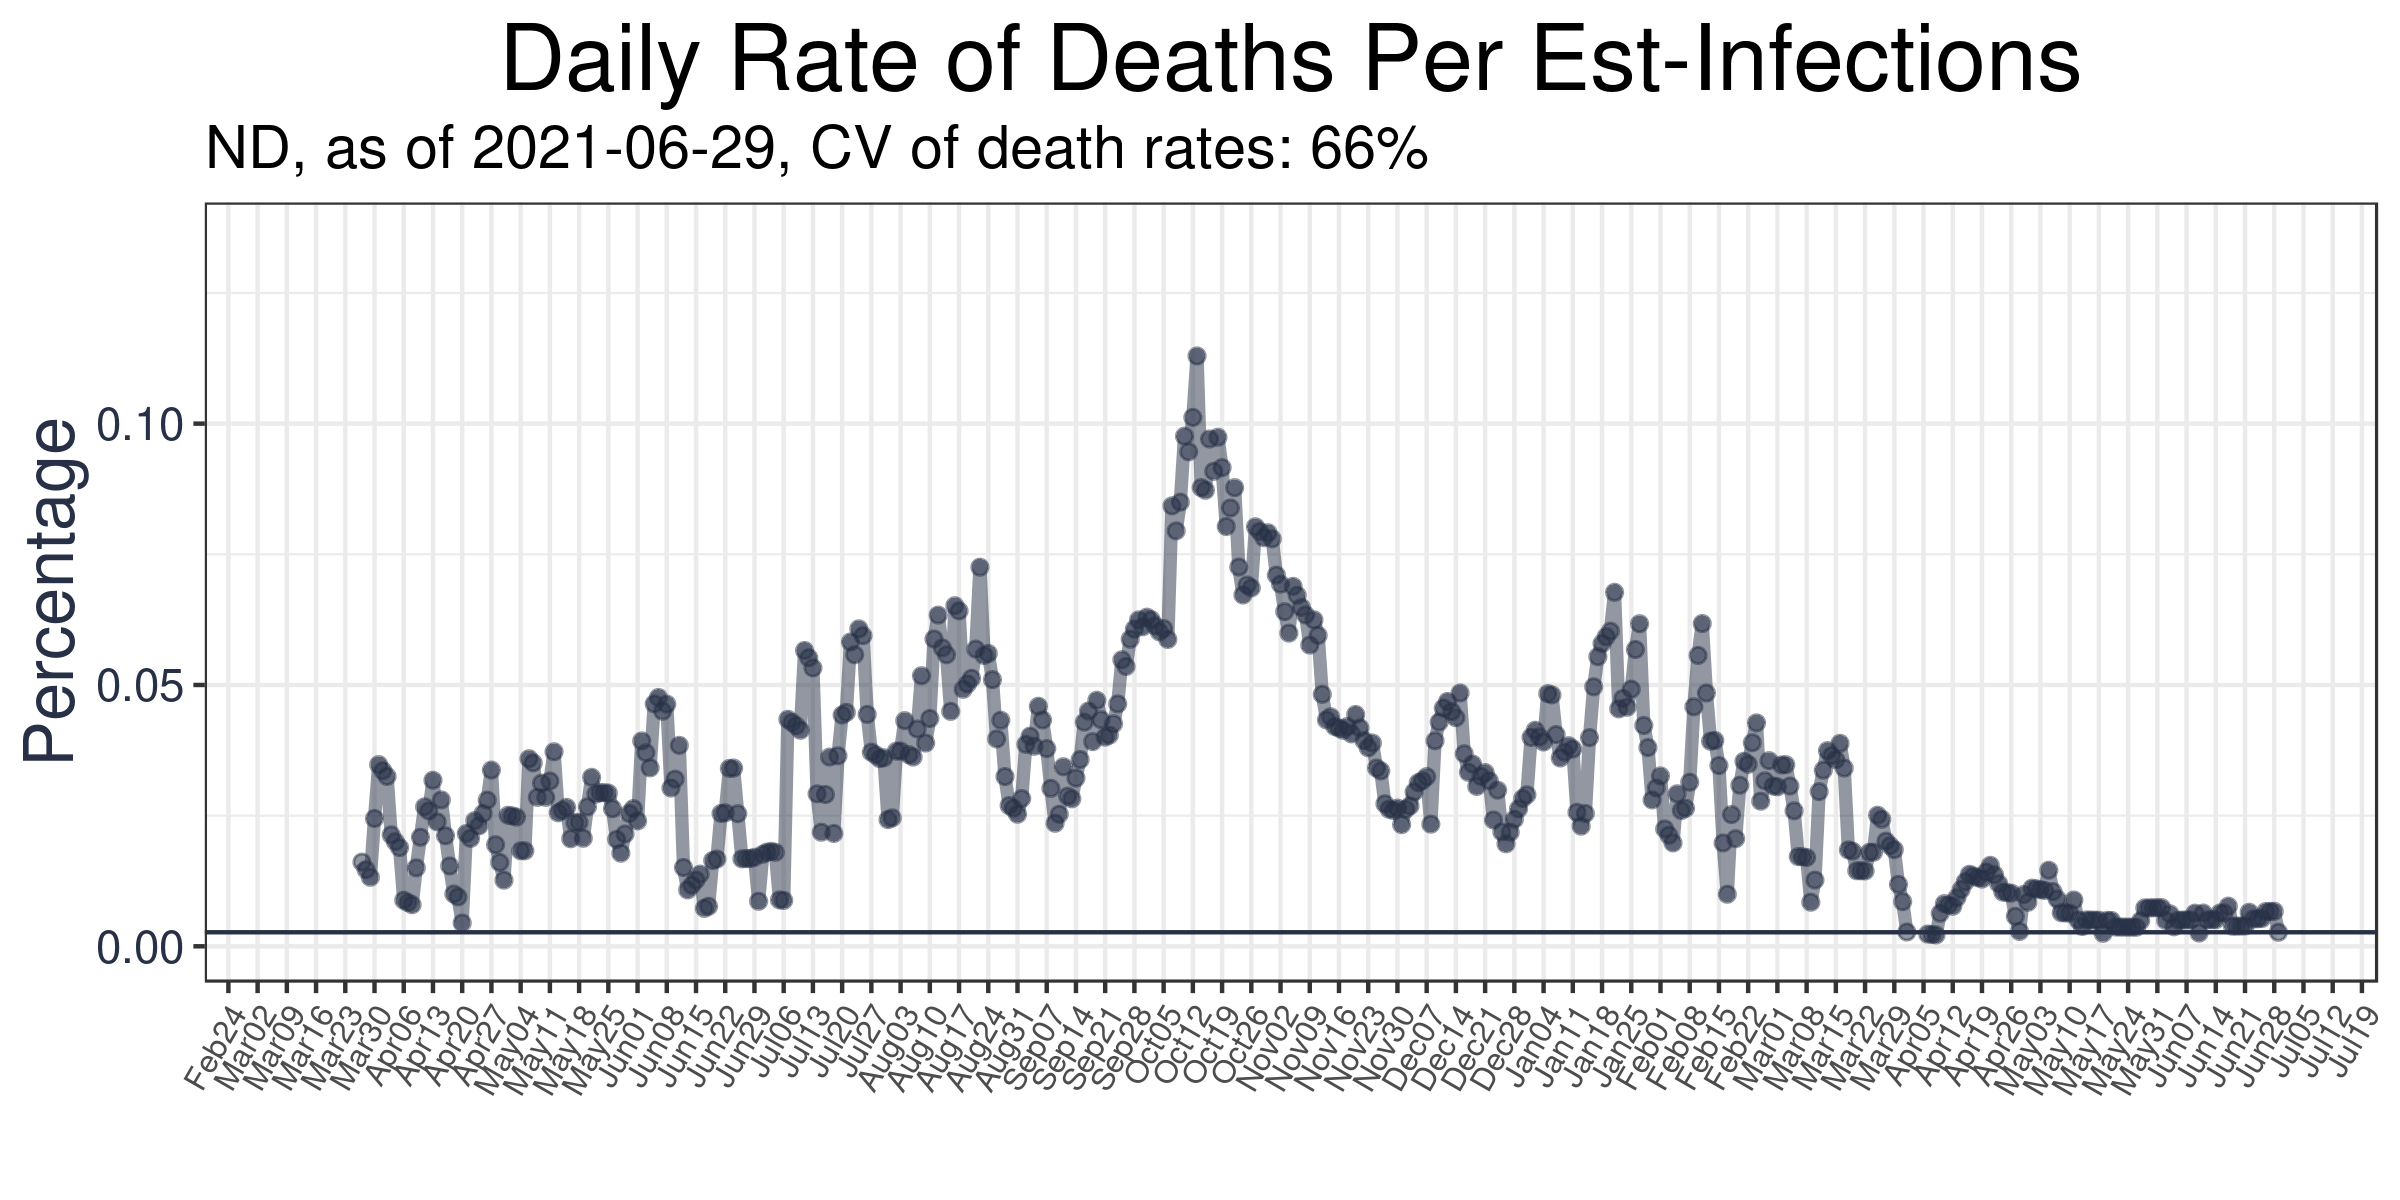 Daily Rate of Deaths Per Est-Infections
ND, as of 2021-06-29, CV of death rates: 66%
Percentage
0.10
0.05
0.00
Feb24
Mar02
Mar09
Mar16
Mar23
Mar30
Apr06
Apr13
Apr20
Apr27
May04
May11
May18
May25
Jun01
Jun08
Jun15
Jun22
Jun29
Jul06
Jul13
Jul20
Jul27
Aug03
Aug10
Aug17
Aug24
Aug31
Sep07
Sep14
Sep21
Sep28
Oct05
Oct12
Oct19
Oct26
Nov02
Nov09
Nov16
Nov23
Nov30
Dec07
Dec14
Dec21
Dec28
Jan04
Jan11
Jan18
Jan25
Feb01
Feb08
Feb15
Feb22
Mar01
Mar08
Mar15
Mar22
Mar29
Apr05
Apr12
Apr19
Apr26
May03
May10
May17
May24
May31
Jun07
Jun14
Jun21
Jun28
Jul05
Jul12
Jul19